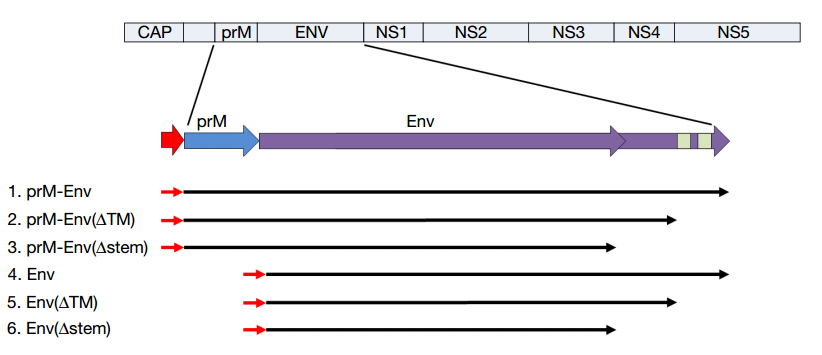 CAP prM ENV NS1 NS2 NS3 NS4 NS5
prM Env
1. prM-Env
2. prM-Env(ΔTM)
3. prM-Env(Δstem)
4. Env
5. Env(ΔTM)
6. Env(Δstem)